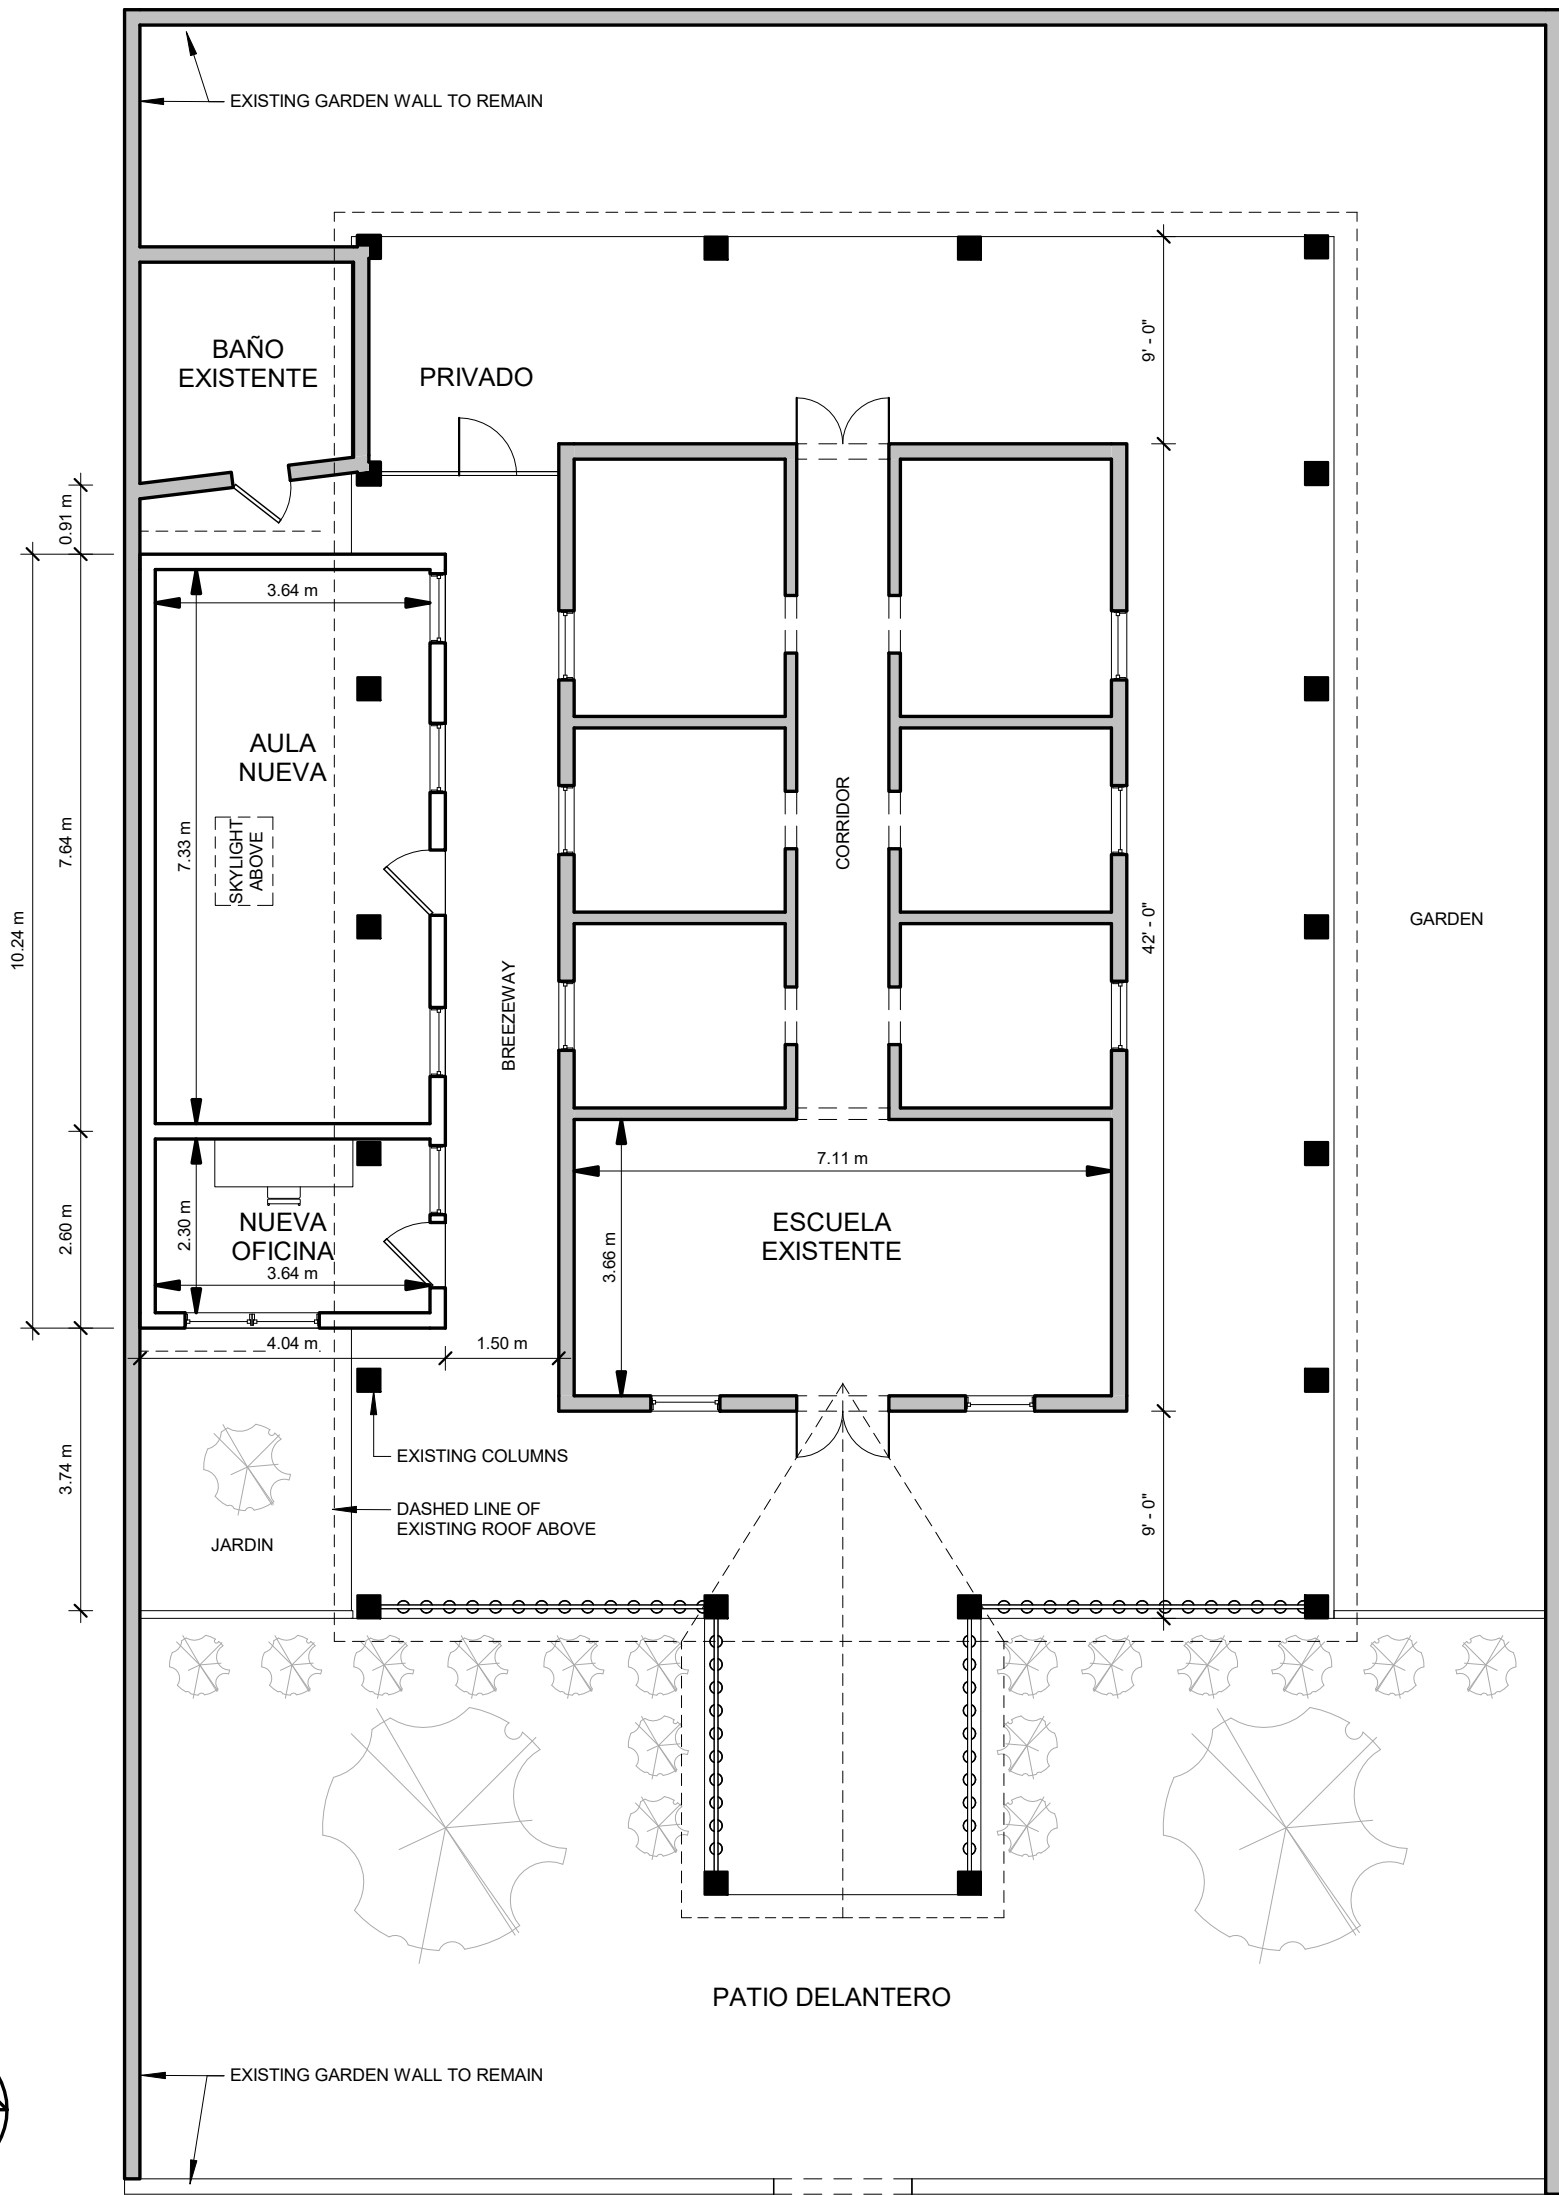 EXISTING GARDEN WALL TO REMAIN
BAÑO
EXISTENTE
PRIVADO
9' - 0"
0.91 m
3.64 m
AULA
NUEVA
SKYLIGHT
ABOVE
7.33 m
7.64 m
10.24 m
CORRIDOR
BREEZEWAY
42' - 0"
GARDEN
7.11 m
3.66 m
ESCUELA
EXISTENTE
2.60 m
2.30 m
NUEVA
OFICINA
3.64 m
4.04 m
1.50 m
EXISTING COLUMNS
3.74 m
DASHED LINE OF
EXISTING ROOF ABOVE
9' - 0"
JARDIN
PATIO DELANTERO
EXISTING GARDEN WALL TO REMAIN